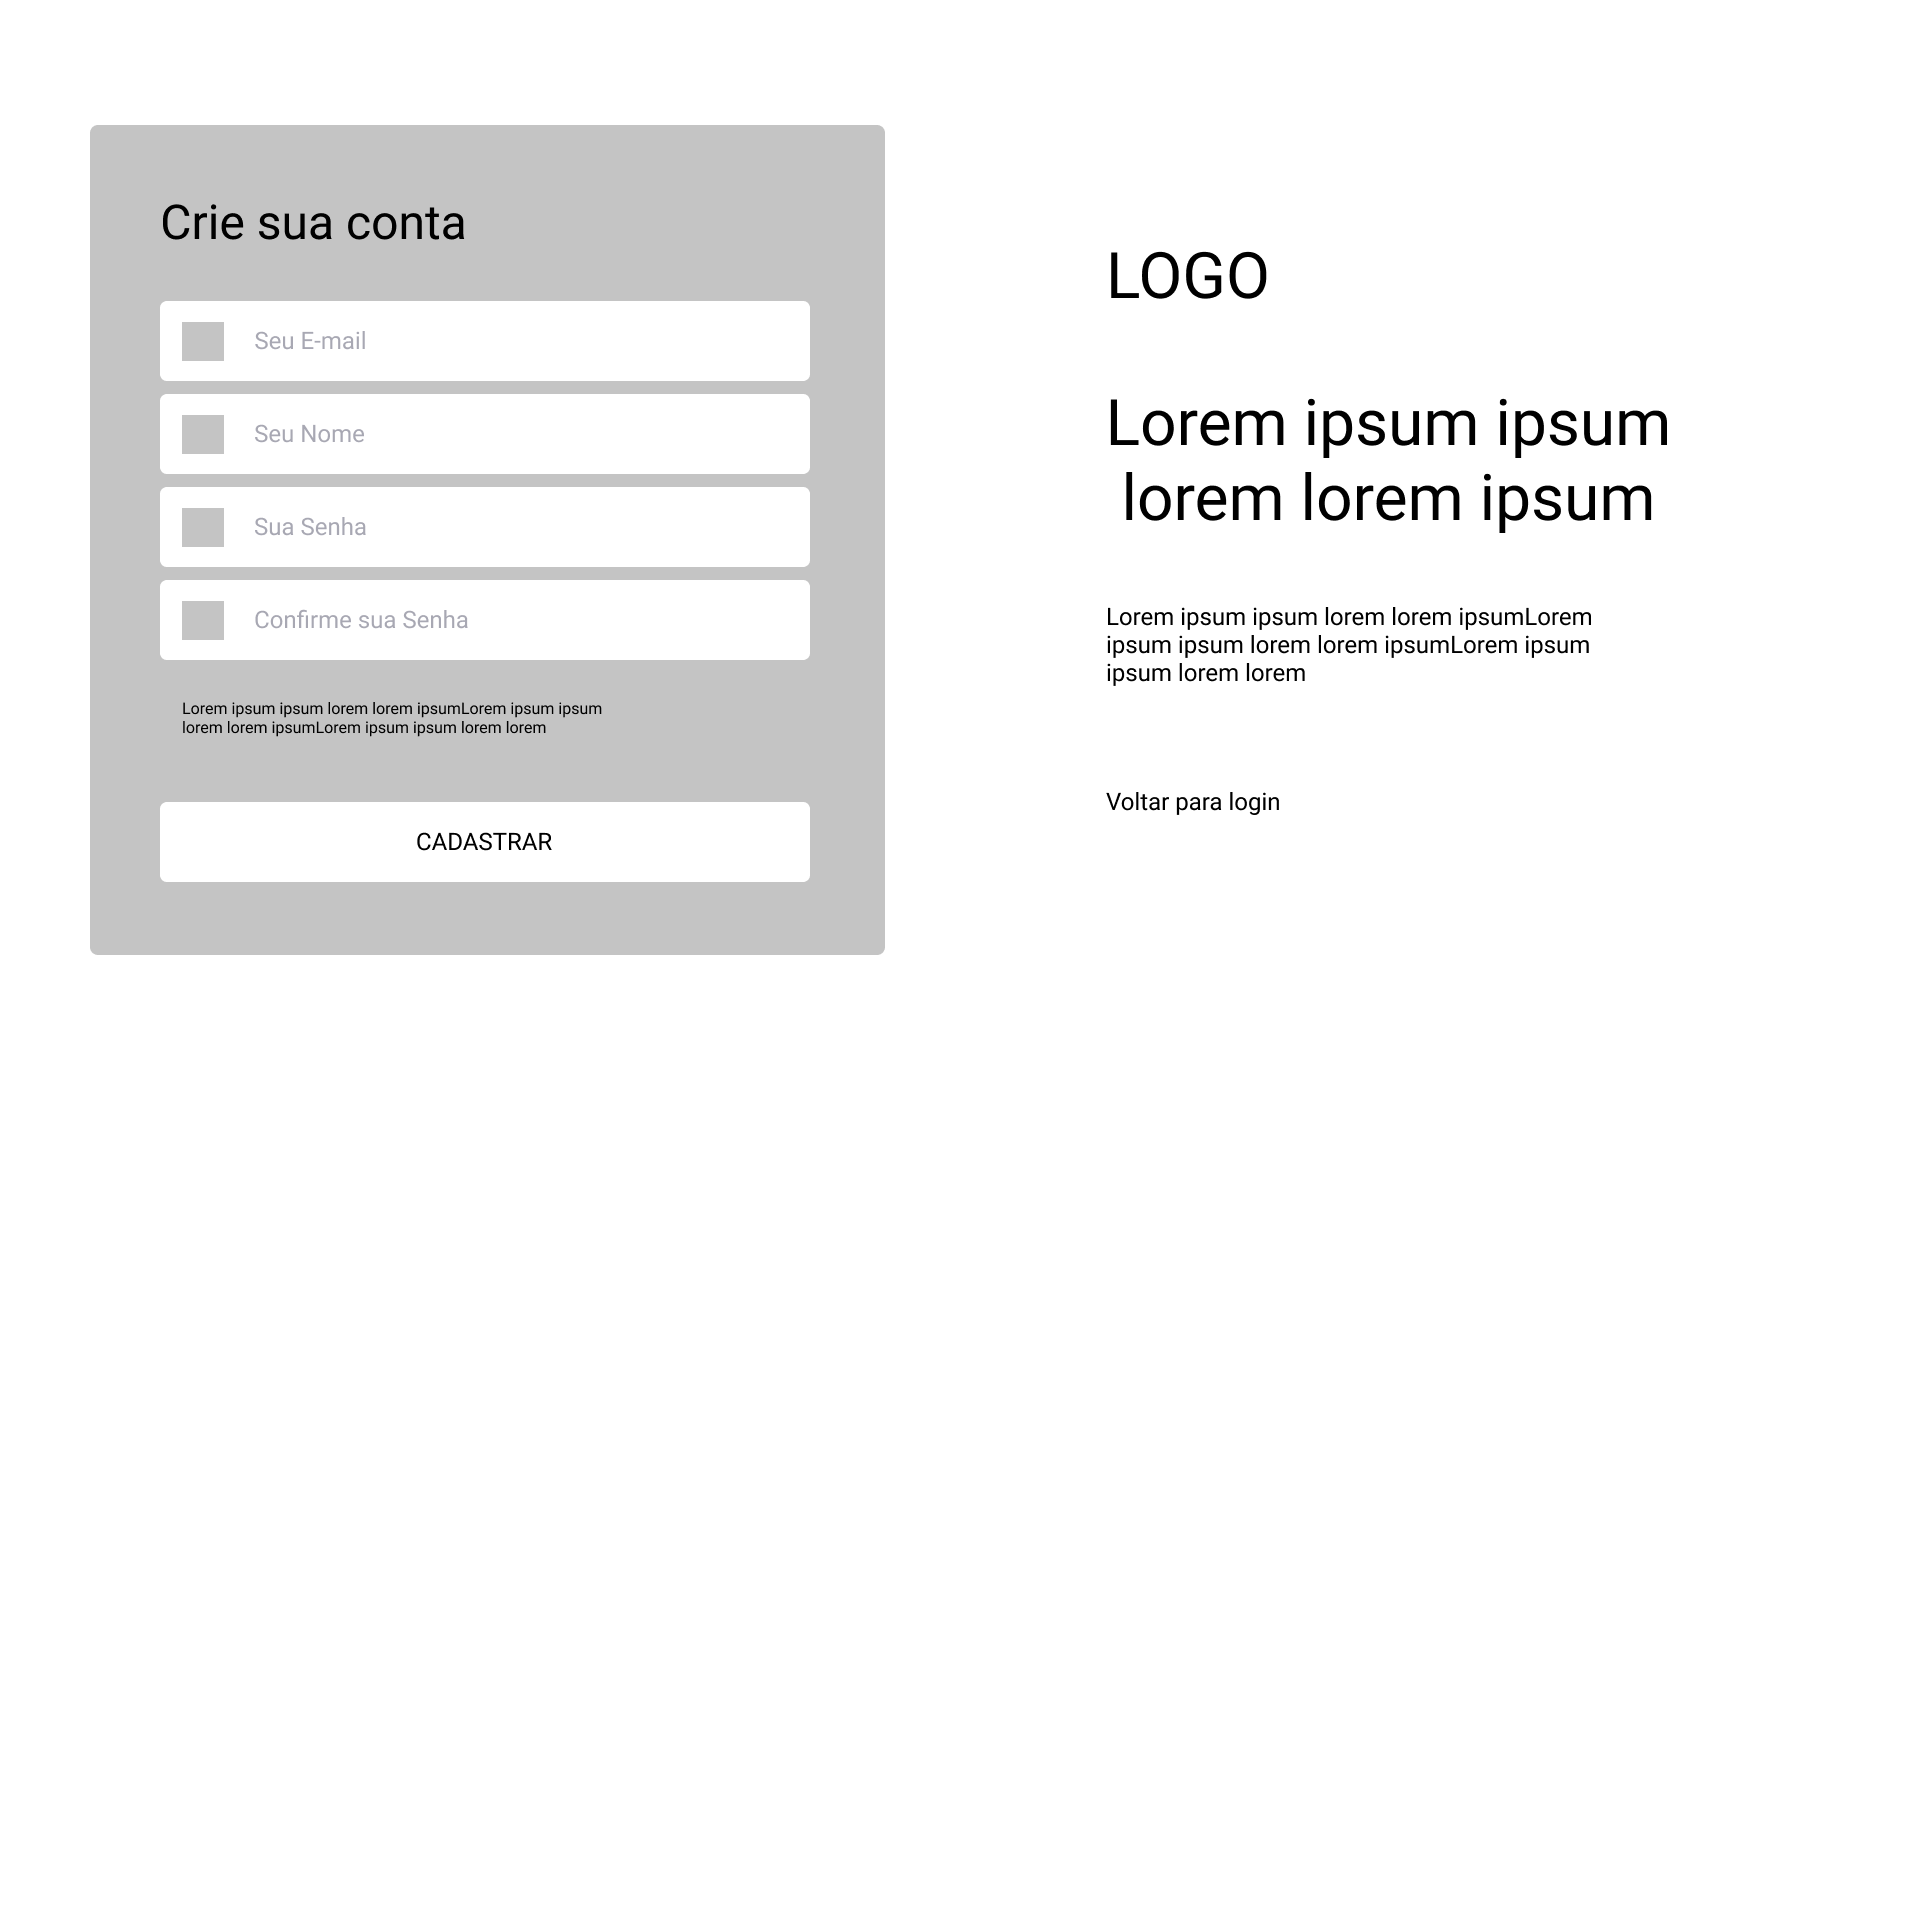 Crie sua conta
Seu E-mail
Seu Nome
Sua Senha
Confirme sua Senha
Lorem ipsum ipsum lorem lorem ipsumLorem ipsum ipsum
lorem lorem ipsumLorem ipsum ipsum lorem lorem
CADASTRAR
LOGO
Lorem ipsum ipsum
lorem lorem ipsum
Lorem ipsum ipsum lorem lorem ipsumLorem
ipsum ipsum lorem lorem ipsumLorem ipsum
ipsum lorem lorem
Voltar para login